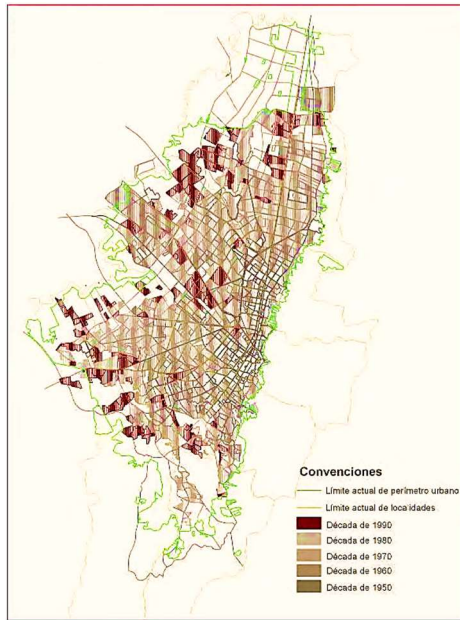 Convenciones
Límite actual de perímetro urbano
Límite actual de localidades
Década de 1990
Década de 1980
Década de 1970
Década de 1960
Década de 1950